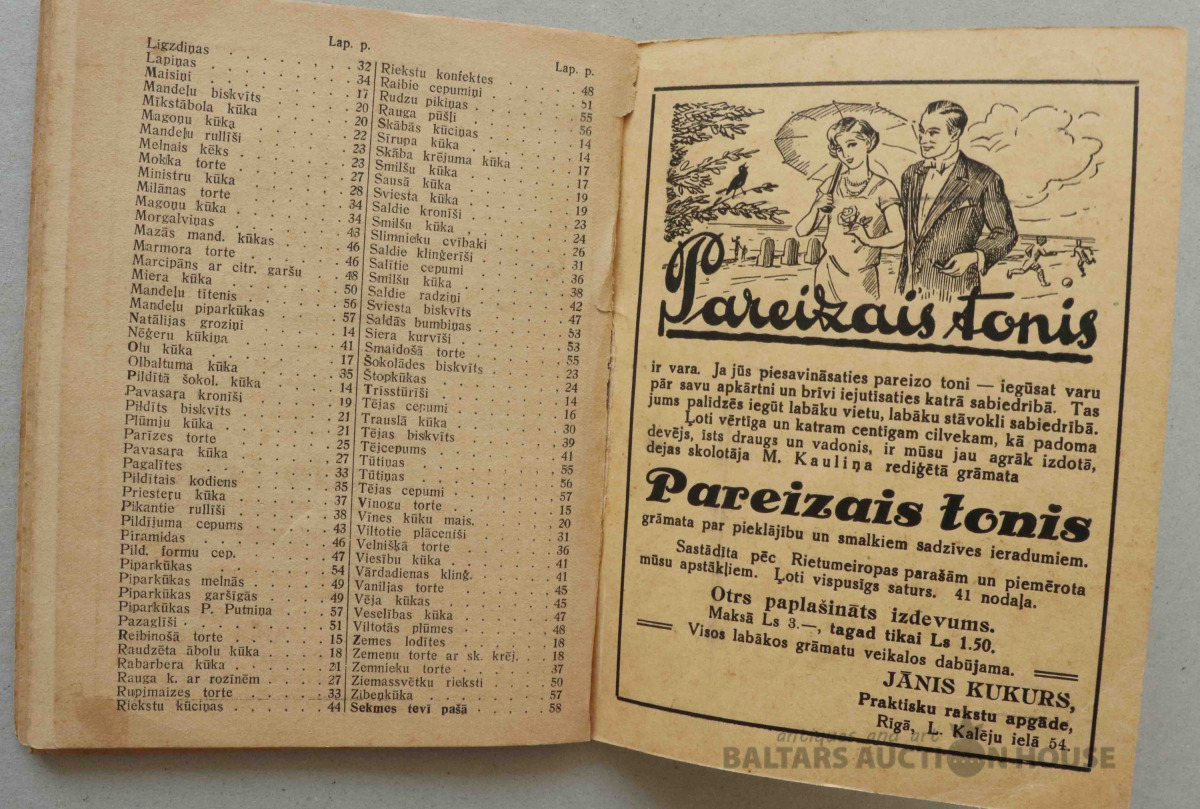 Lap. p.
Ligzdiņas . . . . . . . 32
Lapiņas . . . . . . . 34
Maisiņi . . . . . . . 17
Mandeļu biskvīts . . . . 20
Mīkstābola kūka . . . . 20
Magoņu kūka . . . . . 22
Mandeļu rullīši . . . . . 23
Melnais ķēks . . . . . 23
Mokka torte . . . . . 27
Ministru kūka . . . . . 28
Milānas torte . . . . . 34
Magoņu kūka . . . . . 34
Morgalviņas . . . . . 43
Mazās mand. kūkas . . . 46
Marmora torte . . . . . 46
Marcipāns ar citr. garšu . 48
Miera kūka . . . . . . 50
Mandeļu tītenis . . . . 56
Mandeļu piparkūkas . . . 57
Natālijas groziņi . . . . 14
Nēģeru kūkiņa . . . . . 41
Olu kūka . . . . . . 17
Olbaltuma kūka . . . . 35
Pildītā šokol. kūka . . . 14
Pavasaŗa kronīši . . . . 19
Pildīts biskvīts . . . . . 21
Plūmju kūka . . . . . 21
Parīzes torte . . . . . 25
Pavasaŗa kūka . . . . . 27
Pagalītes . . . . . . 33
Pildītais kodiens . . . . 35
Priesteru kūka . . . . . 37
Pikantie rullīši . . . . . 38
Pildījuma cepums . . . . 43
Piramidas . . . . . . 46
Pild. formu cep. . . . . 47
Piparkūkas . . . . . . 54
Piparkūkas melnās . . . . 49
Piparkūkas garšīgās . . . 49
Piparkūkas P. Putniņa . . 57
Pazaglīši . . . . . . . 51
Reibinošā torte . . . . 15
Raudzēta ābolu kūka . . . 18
Rabarbera kūka . . . . 21
Rauga k. ar rozīnēm . . . 27
Rupjmaizes torte . . . . 33
Riekstu kūciņas . . . . 44
Lap. p.
Riekstu konfektes . . . . 48
Raibie cepumiņi . . . . 51
Rudzu pikiņas . . . . . 55
Rauga pūšļi . . . . . 56
Skābās kūciņas . . . . 14
Sīrupa kūka . . . . . 14
Skāba krējuma kūka . . . 17
Smilšu kūka . . . . . 17
Sausā kūka . . . . . 19
Sviesta kūka . . . . . 19
Saldie kronīši . . . . . 23
Smilšu kūka . . . . . 24
Slimnieku cvībaki . . . . 26
Saldie kliņģerīši . . . . 31
Salītie cepumi . . . . . 36
Smilšu kūka . . . . . 38
Saldie radziņi . . . . . 42
Sviesta biskvīts . . . . 47
Saldās bumbiņas . . . . 53
Siera kurvīši . . . . . 53
Smaidošā torte . . . . 55
Šokolādes biskvīts . . . 23
Štopkūkas . . . . . . 24
Trīsstūrīši . . . . . . 14
Tējas cepumi . . . . . 16
Trauslā kūka . . . . . 30
Tējas biskvīts . . . . . 39
Tējcepums . . . . . . 41
Tūtiņas . . . . . . . 55
Tūtiņas . . . . . . . 56
Tējas cepumi . . . . . 57
Vīnogu torte . . . . . 15
Vīnes kūku mais. . . . . 20
Viltotie plācenīši . . . . 31
Velnišķā torte . . . . . 36
Viesību kūka . . . . . 41
Vārdadienas kliņģ. . . . 41
Vaniļjas torte . . . . . 45
Vēja kūkas . . . . . . 45
Veselības kūka . . . . . 47
Viltotās plūmes . . . . . 48
Zemes lodītes . . . . . 18
Zemeņu torte ar sk. krēj. . 18
Zemnieku torte . . . . . 37
Ziemassvētku rieksti . . . 50
Zibeņkūka . . . . . . 57
Sekmes tevī pašā . . . . 58
Pareizais tonis
ir vara. Ja jūs piesavināsaties pareizo toni — iegūsat varu
pār savu apkārtni un brīvi iejutīsaties katrā sabiedrībā. Tas
jums palīdzēs iegūt labāku vietu, labāku stāvokli sabiedrībā.
Ļoti vērtīga un katram centīgam cilvekam, kā padoma
devējs, īsts draugs un vadonis, ir mūsu jau agrāk izdotā,
dejas skolotāja M. Kauliņa rediģētā grāmata
Pareizais tonis
grāmata par pieklājību un smalkiem sadzīves ieradumiem.
Sastādīta pēc Rietumeiropas parašām un piemērota
mūsu apstākļiem. Ļoti vispusīgs saturs. 41 nodaļa.
Otrs paplašināts izdevums.
Maksā Ls 3.—, tagad tikai Ls 1.50.
Visos labākos grāmatu veikalos dabūjama.
JĀNIS KUKURS,
Praktisku rakstu apgāde,
Rīgā, L. Kalēju ielā 54.
antiques and art
BALTARS AUCTION HOUSE